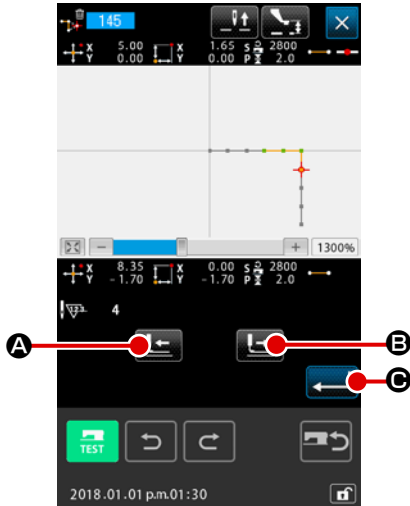 145
X 5.00 X 1.65 S 2800
Y 0.00 Y 0.00 P 2.0
− + 1300%
X 8.35 X 0.00 S 2800
Y -1.70 Y -1.70 P 2.0
123 4
A B
C
TEST
2018.01.01 p.m.01:30